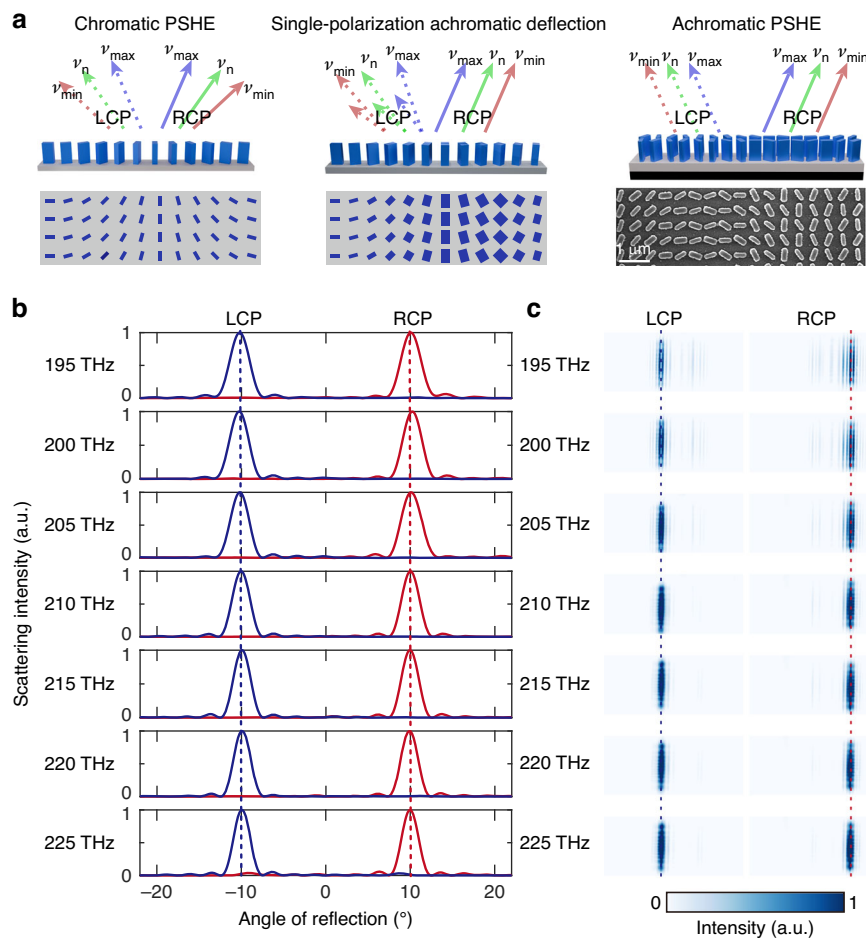 a
Chromatic PSHE
Single-polarization achromatic deflection
Achromatic PSHE
νmin
νn
νmax
νmax
νn
νmin
LCP
RCP
νmin
νn
νmax
νmax
νn
νmin
LCP
RCP
νmin
νn
νmax
νmax
νn
νmin
LCP
RCP
1 μm
b
LCP
RCP
Scattering intensity (a.u.)
195 THz
1
0
200 THz
1
0
205 THz
1
0
210 THz
1
0
215 THz
1
0
220 THz
1
0
225 THz
1
0
−20
−10
0
10
20
Angle of reflection (°)
c
LCP
RCP
195 THz
200 THz
205 THz
210 THz
215 THz
220 THz
225 THz
0
1
Intensity (a.u.)